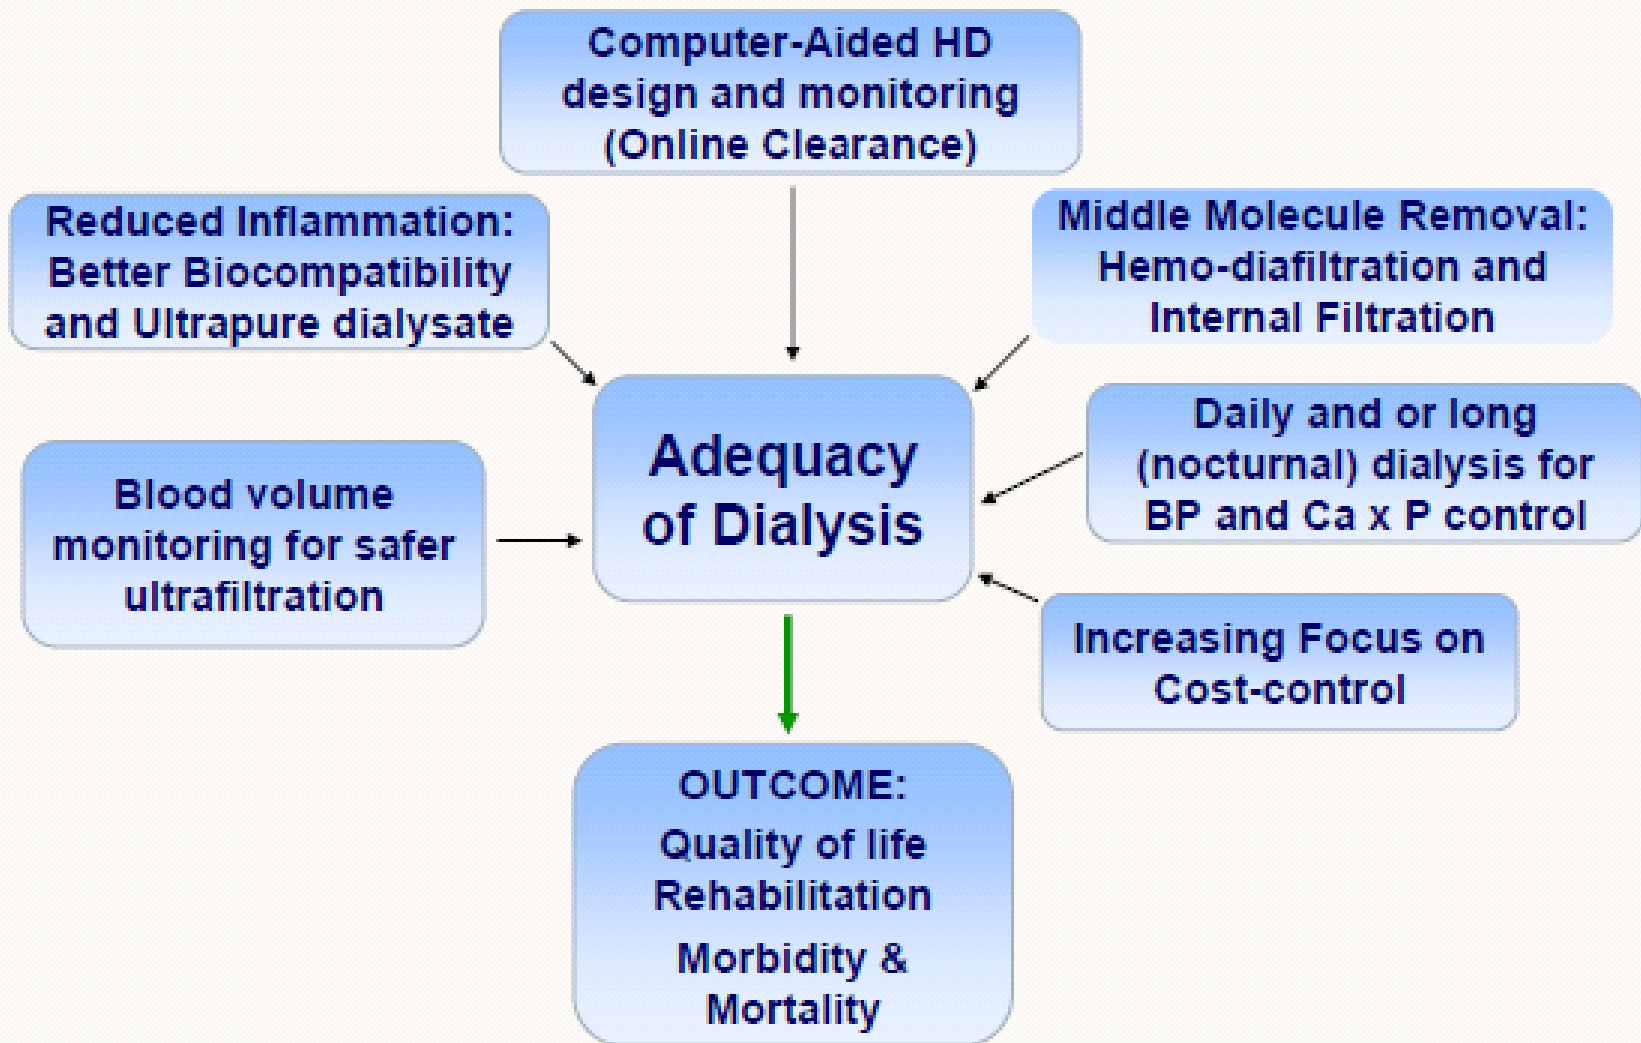 Computer-Aided HD
design and monitoring
(Online Clearance)
Reduced Inflammation:
Better Biocompatibility
and Ultrapure dialysate
Middle Molecule Removal:
Hemo-diafiltration and
Internal Filtration
Blood volume
monitoring for safer
ultrafiltration
Adequacy
of Dialysis
Daily and or long
(nocturnal) dialysis for
BP and Ca x P control
Increasing Focus on
Cost-control
OUTCOME:
Quality of life
Rehabilitation
Morbidity &
Mortality